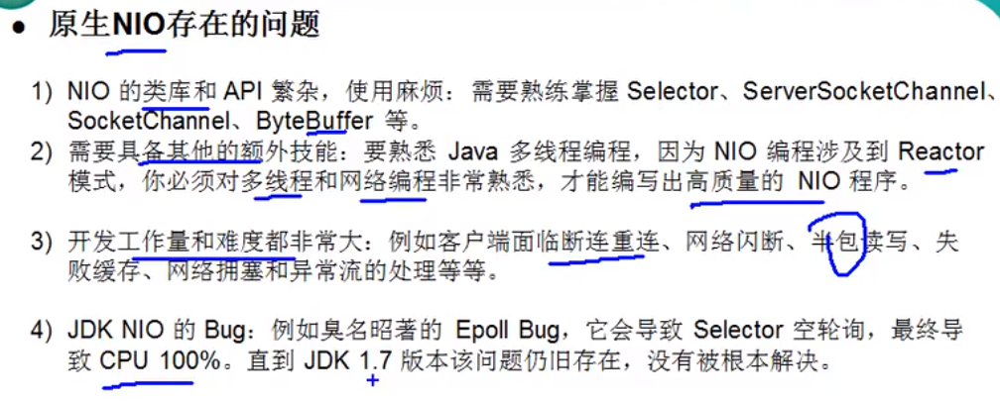 ● 原生NIO存在的问题
1) NIO 的类库和 API 繁杂，使用麻烦：需要熟练掌握 Selector、ServerSocketChannel、
SocketChannel、ByteBuffer 等。
2) 需要具备其他的额外技能：要熟悉 Java 多线程编程，因为 NIO 编程涉及到 Reactor
模式，你必须对多线程和网络编程非常熟悉，才能编写出高质量的 NIO 程序。
3) 开发工作量和难度都非常大：例如客户端面临断连重连、网络闪断、半包读写、失
败缓存、网络拥塞和异常流的处理等等。
4) JDK NIO 的 Bug：例如臭名昭著的 Epoll Bug，它会导致 Selector 空轮询，最终导
致 CPU 100%。直到 JDK 1.7 版本该问题仍旧存在，没有被根本解决。